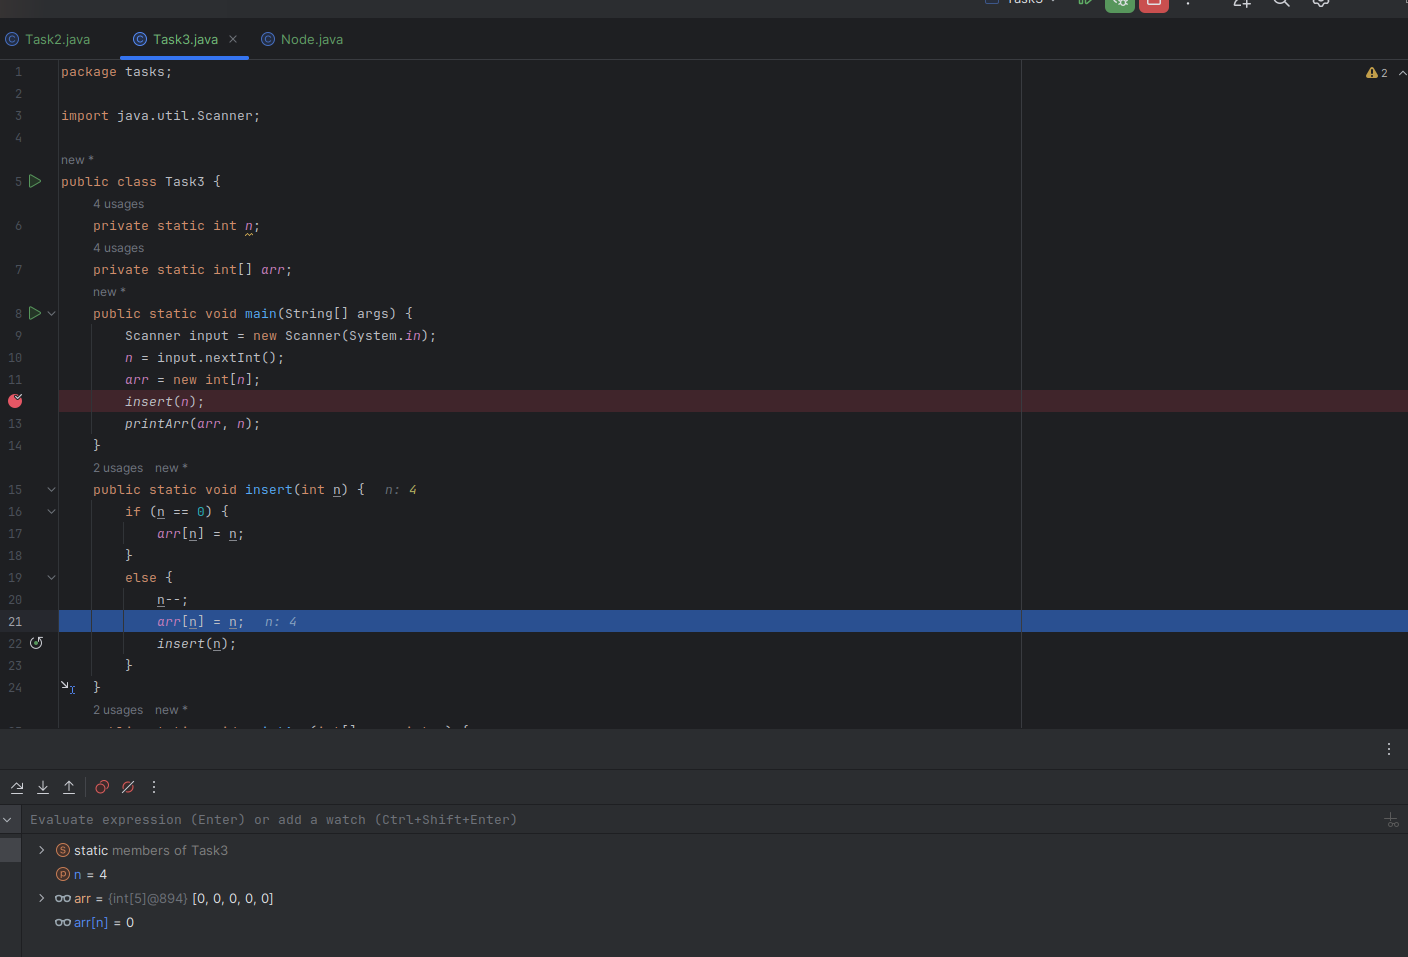 Task3
Task2.java
Task3.java
Node.java
1 package tasks;
2
3 import java.util.Scanner;
4
new *
5 public class Task3 {
4 usages
6 private static int n;
4 usages
7 private static int[] arr;
new *
8 public static void main(String[] args) {
9 Scanner input = new Scanner(System.in);
10 n = input.nextInt();
11 arr = new int[n];
insert(n);
13 printArr(arr, n);
14 }
2 usages new *
15 public static void insert(int n) { n: 4
16 if (n == 0) {
17 arr[n] = n;
18 }
19 else {
20 n--;
21 arr[n] = n; n: 4
22 insert(n);
23 }
24 }
2 usages new *
2
Evaluate expression (Enter) or add a watch (Ctrl+Shift+Enter)
static members of Task3
n = 4
arr = {int[5]@894} [0, 0, 0, 0, 0]
arr[n] = 0